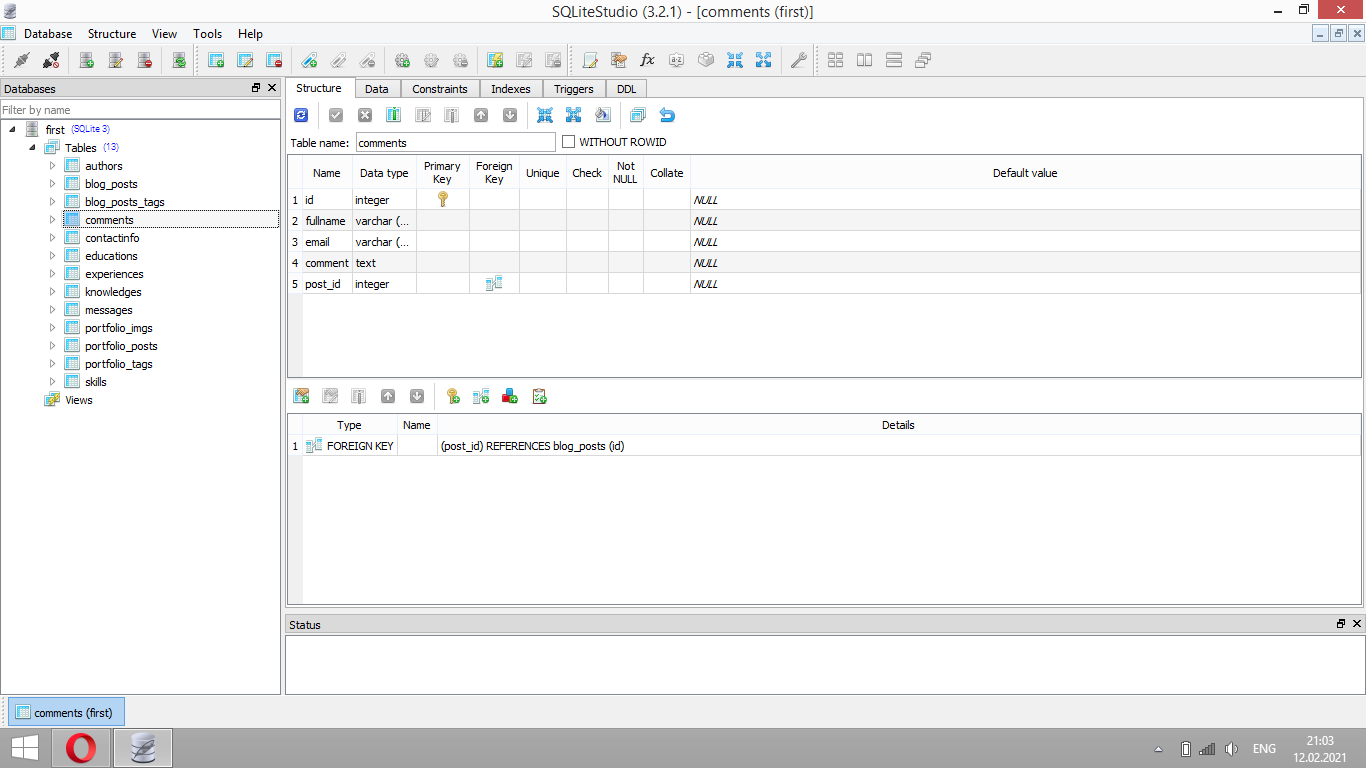 SQLiteStudio (3.2.1) - [comments (first)]
Database Structure View Tools Help
Databases
Filter by name
first (SQLite 3)
Tables (13)
authors
blog_posts
blog_posts_tags
comments
contactinfo
educations
experiences
knowledges
messages
portfolio_imgs
portfolio_posts
portfolio_tags
skills
Views
Structure Data Constraints Indexes Triggers DDL
Table name: comments WITHOUT ROWID
Name Data type Primary Key Foreign Key Unique Check Not NULL Collate Default value
1 id integer NULL
2 fullname varchar (... NULL
3 email varchar (... NULL
4 comment text NULL
5 post_id integer NULL
Type Name Details
1 FOREIGN KEY (post_id) REFERENCES blog_posts (id)
Status
comments (first)
ENG
21:03
12.02.2021